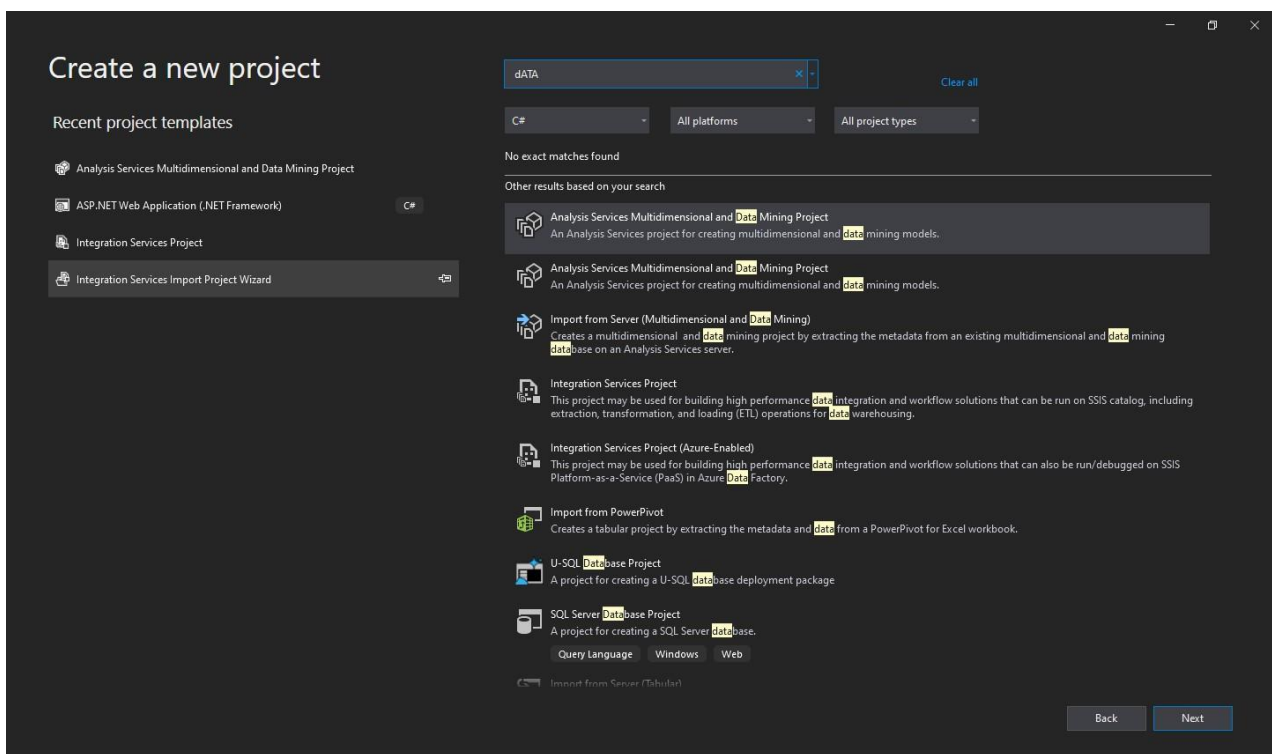 Create a new project
Recent project templates
Analysis Services Multidimensional and Data Mining Project
ASP.NET Web Application (.NET Framework)
C#
Integration Services Project
Integration Services Import Project Wizard
dATA
Clear all
C#
All platforms
All project types
No exact matches found
Other results based on your search
Analysis Services Multidimensional and Data Mining Project
An Analysis Services project for creating multidimensional and data mining models.
Analysis Services Multidimensional and Data Mining Project
An Analysis Services project for creating multidimensional and data mining models.
Import from Server (Multidimensional and Data Mining)
Creates a multidimensional and data mining project by extracting the metadata from an existing multidimensional and data mining
database on an Analysis Services server.
Integration Services Project
This project may be used for building high performance data integration and workflow solutions that can be run on SSIS catalog, including
extraction, transformation, and loading (ETL) operations for data warehousing.
Integration Services Project (Azure-Enabled)
This project may be used for building high performance data integration and workflow solutions that can also be run/debugged on SSIS
Platform-as-a-Service (PaaS) in Azure Data Factory.
Import from PowerPivot
Creates a tabular project by extracting the metadata and data from a PowerPivot for Excel workbook.
U-SQL Database Project
A project for creating a U-SQL database deployment package
SQL Server Database Project
A project for creating a SQL Server database.
Query Language
Windows
Web
Import from Server (Tabular)
Back
Next